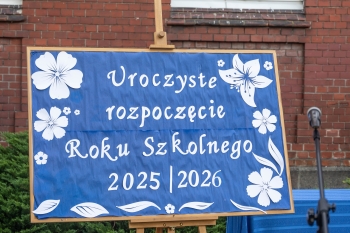 Uroczyste
rozpoczęcie
Roku Szkolnego
2025|2026